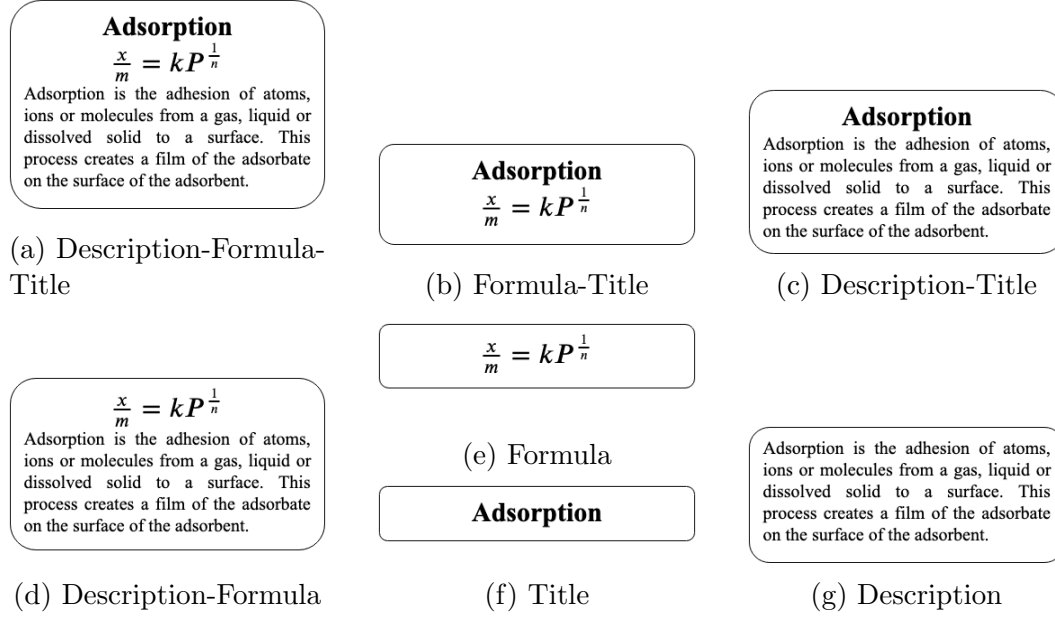 Adsorption
x/m = kP^(1/n)
Adsorption is the adhesion of atoms,
ions or molecules from a gas, liquid or
dissolved solid to a surface. This
process creates a film of the adsorbate
on the surface of the adsorbent.
(a) Description-Formula-
Title
Adsorption
x/m = kP^(1/n)
(b) Formula-Title
Adsorption
Adsorption is the adhesion of atoms,
ions or molecules from a gas, liquid or
dissolved solid to a surface. This
process creates a film of the adsorbate
on the surface of the adsorbent.
(c) Description-Title
x/m = kP^(1/n)
Adsorption is the adhesion of atoms,
ions or molecules from a gas, liquid or
dissolved solid to a surface. This
process creates a film of the adsorbate
on the surface of the adsorbent.
(d) Description-Formula
x/m = kP^(1/n)
(e) Formula
Adsorption
(f) Title
Adsorption is the adhesion of atoms,
ions or molecules from a gas, liquid or
dissolved solid to a surface. This
process creates a film of the adsorbate
on the surface of the adsorbent.
(g) Description